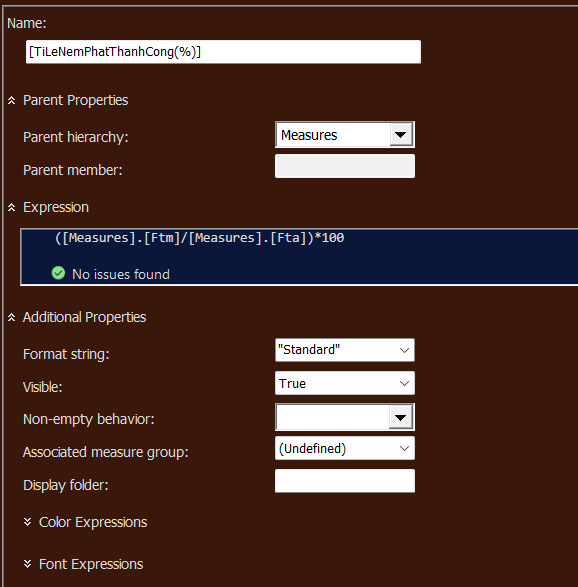 Name:
[TiLeNemPhatThanhCong(%)]
Parent Properties
Parent hierarchy:
Measures
Parent member:
Expression
([Measures].[Ftm]/[Measures].[Fta])*100
No issues found
Additional Properties
Format string:
"Standard"
Visible:
True
Non-empty behavior:
Associated measure group:
(Undefined)
Display folder:
Color Expressions
Font Expressions